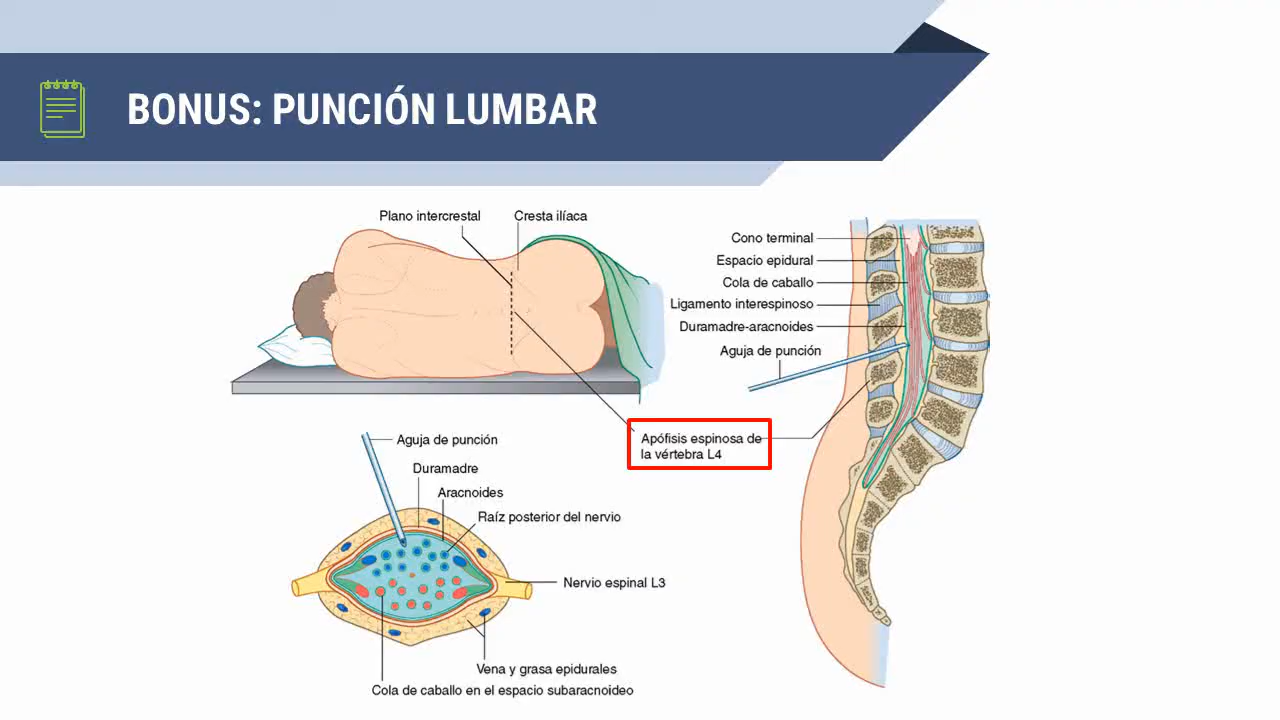 BONUS: PUNCIÓN LUMBAR
Plano intercrestal
Cresta ilíaca
Cono terminal
Espacio epidural
Cola de caballo
Ligamento interespinoso
Duramadre-aracnoides
Aguja de punción
Apófisis espinosa de
la vértebra L4
Aguja de punción
Duramadre
Aracnoides
Raíz posterior del nervio
Nervio espinal L3
Vena y grasa epidurales
Cola de caballo en el espacio subaracnoideo